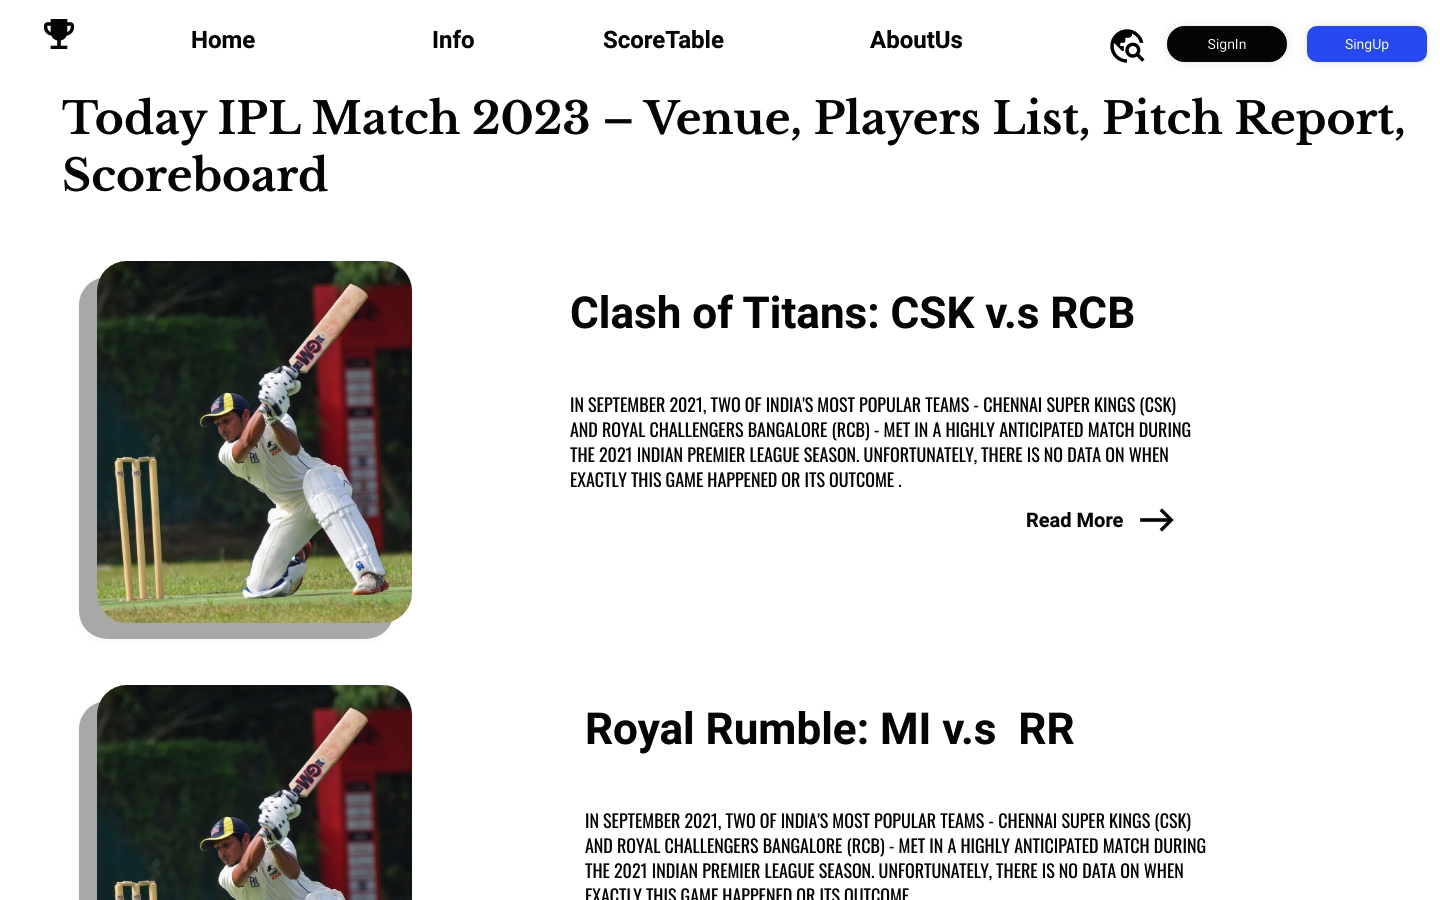 Home Info ScoreTable AboutUs SignIn SingUp
Today IPL Match 2023 – Venue, Players List, Pitch Report,
Scoreboard
GM
Clash of Titans: CSK v.s RCB
IN SEPTEMBER 2021, TWO OF INDIA'S MOST POPULAR TEAMS - CHENNAI SUPER KINGS (CSK)
AND ROYAL CHALLENGERS BANGALORE (RCB) - MET IN A HIGHLY ANTICIPATED MATCH DURING
THE 2021 INDIAN PREMIER LEAGUE SEASON. UNFORTUNATELY, THERE IS NO DATA ON WHEN
EXACTLY THIS GAME HAPPENED OR ITS OUTCOME .
Read More
GM
Royal Rumble: MI v.s  RR
IN SEPTEMBER 2021, TWO OF INDIA'S MOST POPULAR TEAMS - CHENNAI SUPER KINGS (CSK)
AND ROYAL CHALLENGERS BANGALORE (RCB) - MET IN A HIGHLY ANTICIPATED MATCH DURING
THE 2021 INDIAN PREMIER LEAGUE SEASON. UNFORTUNATELY, THERE IS NO DATA ON WHEN
EXACTLY THIS GAME HAPPENED OR ITS OUTCOME